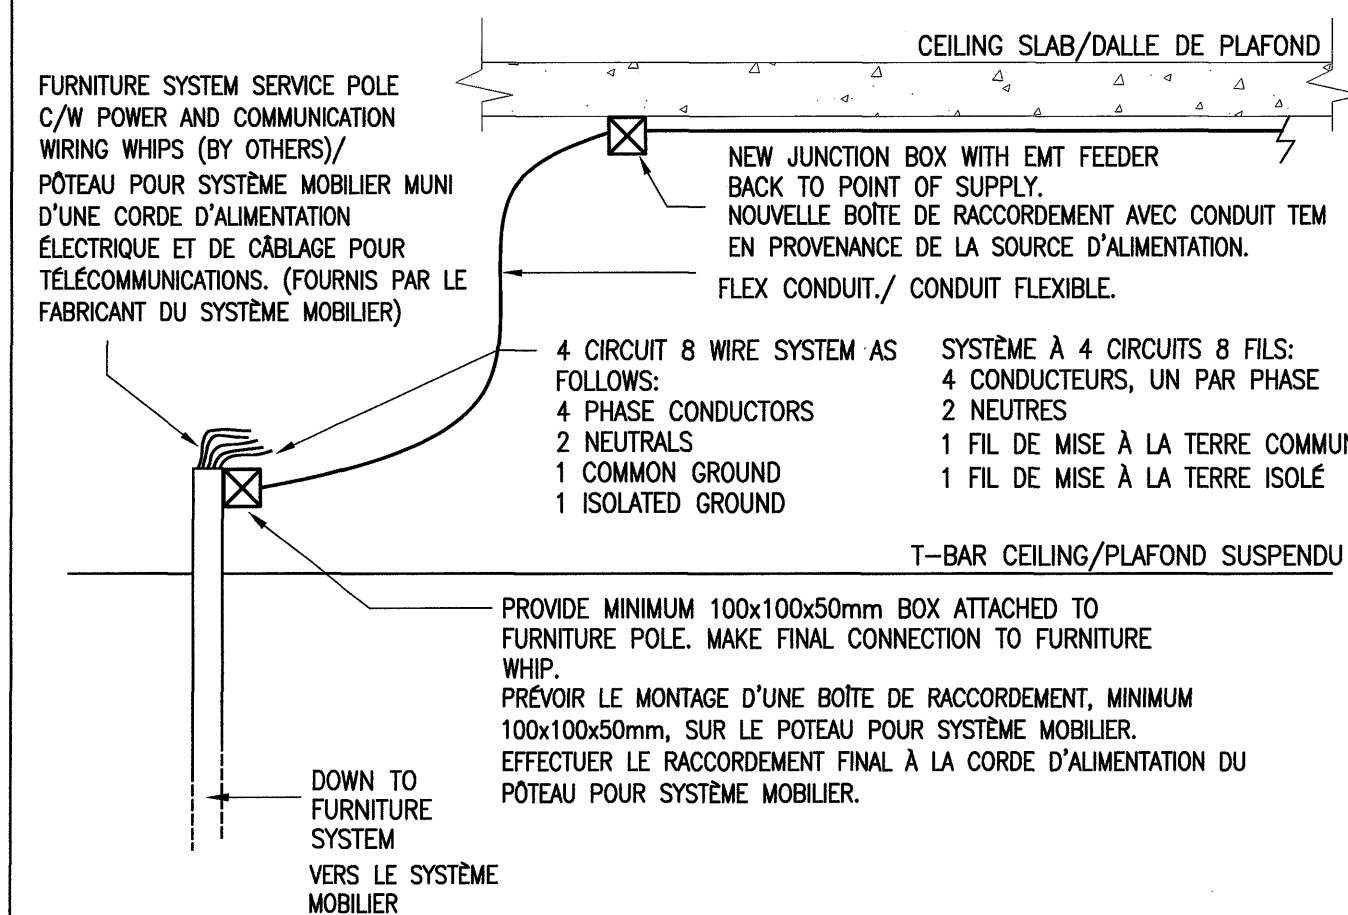 CEILING SLAB/DALLE DE PLAFOND
FURNITURE SYSTEM SERVICE POLE
C/W POWER AND COMMUNICATION
WIRING WHIPS (BY OTHERS)/
PÔTEAU POUR SYSTÈME MOBILIER MUNI
D'UNE CORDE D'ALIMENTATION
ÉLECTRIQUE ET DE CÂBLAGE POUR
TÉLÉCOMMUNICATIONS. (FOURNIS PAR LE
FABRICANT DU SYSTÈME MOBILIER)
NEW JUNCTION BOX WITH EMT FEEDER
BACK TO POINT OF SUPPLY.
NOUVELLE BOÎTE DE RACCORDEMENT AVEC CONDUIT TEM
EN PROVENANCE DE LA SOURCE D'ALIMENTATION.
FLEX CONDUIT./ CONDUIT FLEXIBLE.
4 CIRCUIT 8 WIRE SYSTEM AS
FOLLOWS:
4 PHASE CONDUCTORS
2 NEUTRALS
1 COMMON GROUND
1 ISOLATED GROUND
SYSTÈME À 4 CIRCUITS 8 FILS:
4 CONDUCTEURS, UN PAR PHASE
2 NEUTRES
1 FIL DE MISE À LA TERRE COMMUN
1 FIL DE MISE À LA TERRE ISOLÉ
T-BAR CEILING/PLAFOND SUSPENDU
PROVIDE MINIMUM 100x100x50mm BOX ATTACHED TO
FURNITURE POLE. MAKE FINAL CONNECTION TO FURNITURE
WHIP.
PRÉVOIR LE MONTAGE D'UNE BOÎTE DE RACCORDEMENT, MINIMUM
100x100x50mm, SUR LE POTEAU POUR SYSTÈME MOBILIER.
EFFECTUER LE RACCORDEMENT FINAL À LA CORDE D'ALIMENTATION DU
PÔTEAU POUR SYSTÈME MOBILIER.
DOWN TO
FURNITURE
SYSTEM
VERS LE SYSTÈME
MOBILIER